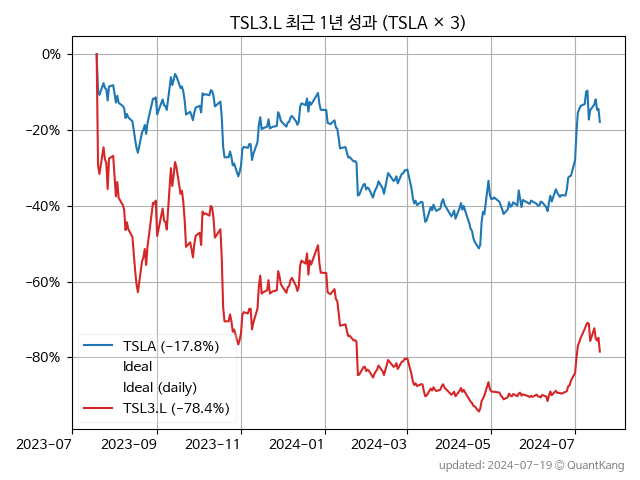 TSL3.L 최근 1년 성과 (TSLA × 3)
0%
−20%
−40%
−60%
−80%
TSLA (−17.8%)
Ideal
Ideal (daily)
TSL3.L (−78.4%)
2023−07
2023−09
2023−11
2024−01
2024−03
2024−05
2024−07
updated: 2024−07−19 © QuantKang